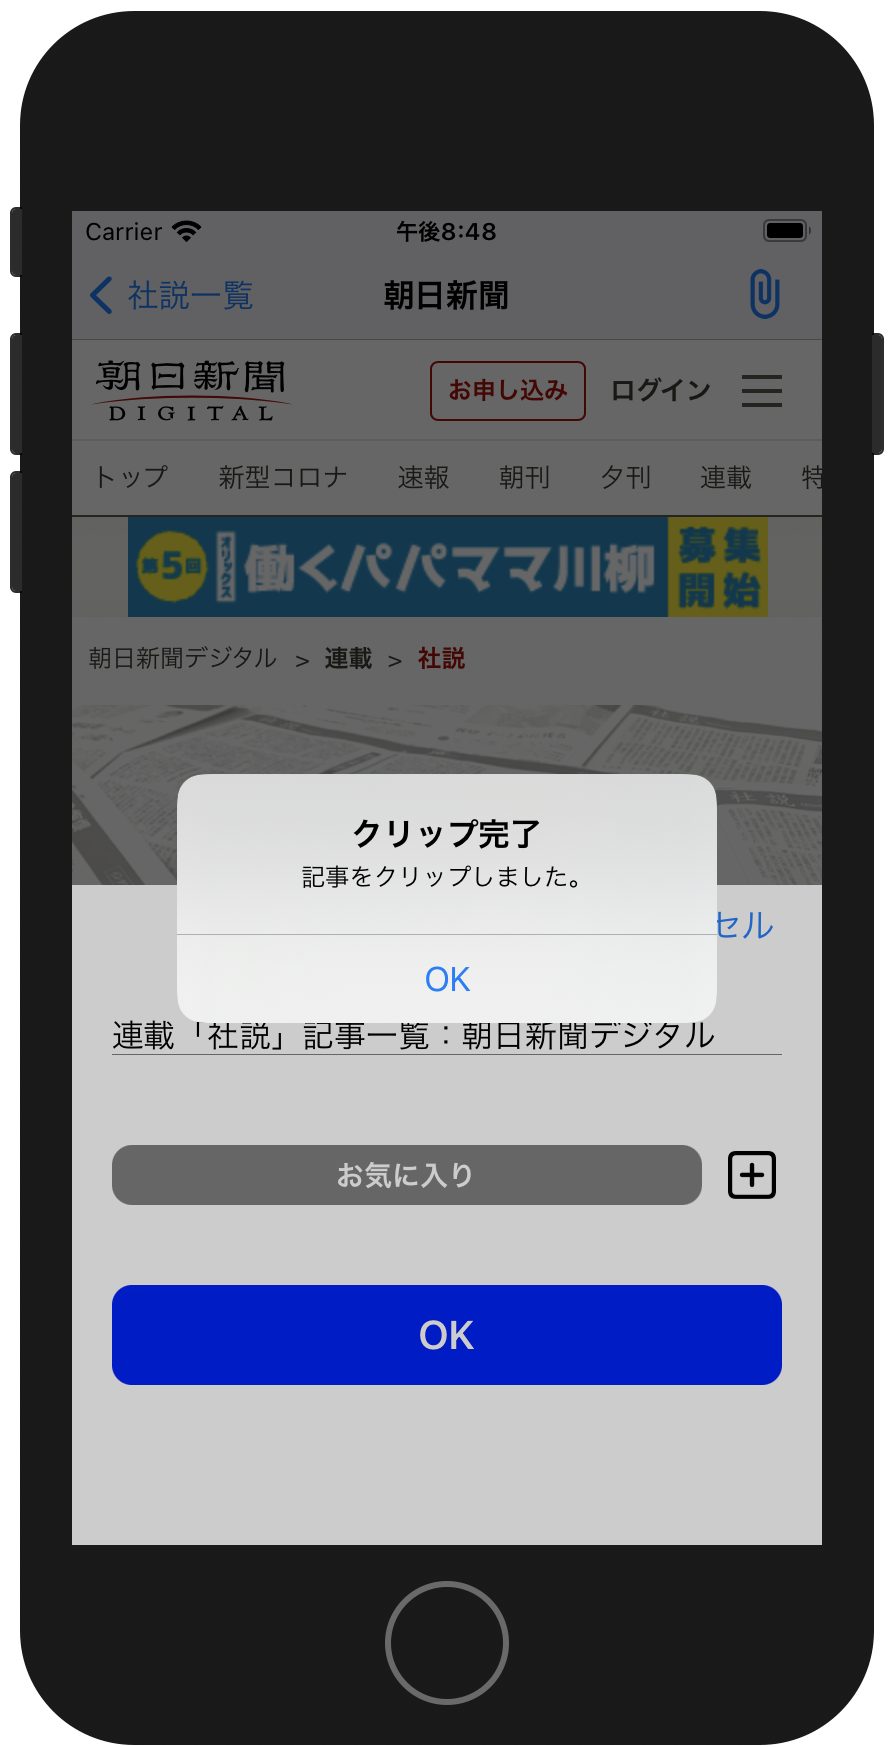 Carrier 午後8:48
社説一覧 朝日新聞
朝日新聞
DIGITAL
お申し込み ログイン
トップ 新型コロナ 速報 朝刊 夕刊 連載 特
第5回 オリックス 働くパパママ川柳 募集開始
朝日新聞デジタル > 連載 > 社説
クリップ完了
記事をクリップしました。
セル
OK
連載「社説」記事一覧：朝日新聞デジタル
お気に入り
OK